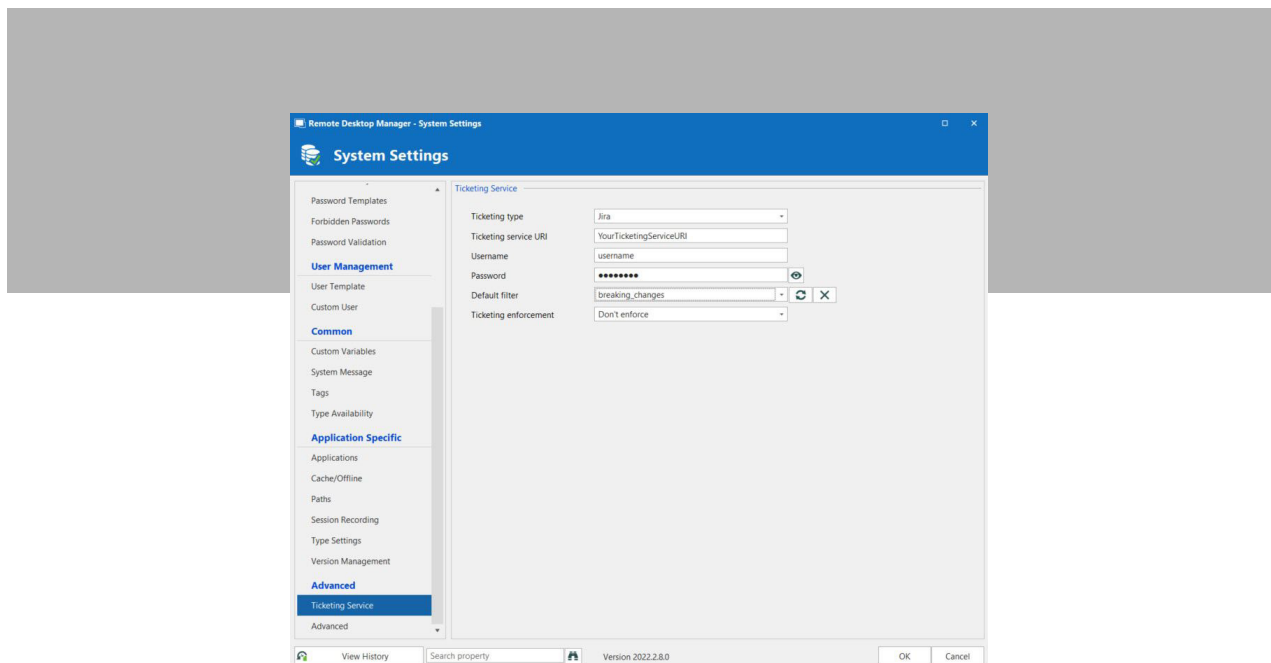 Remote Desktop Manager - System Settings
System Settings
Password Templates
Forbidden Passwords
Password Validation
User Management
User Template
Custom User
Common
Custom Variables
System Message
Tags
Type Availability
Application Specific
Applications
Cache/Offline
Paths
Session Recording
Type Settings
Version Management
Advanced
Ticketing Service
Advanced
Ticketing Service
Ticketing type Jira
Ticketing service URI YourTicketingServiceURI
Username username
Password ●●●●●●●●
Default filter breaking_changes
Ticketing enforcement Don't enforce
View History Search property Version 2022.2.8.0 OK Cancel